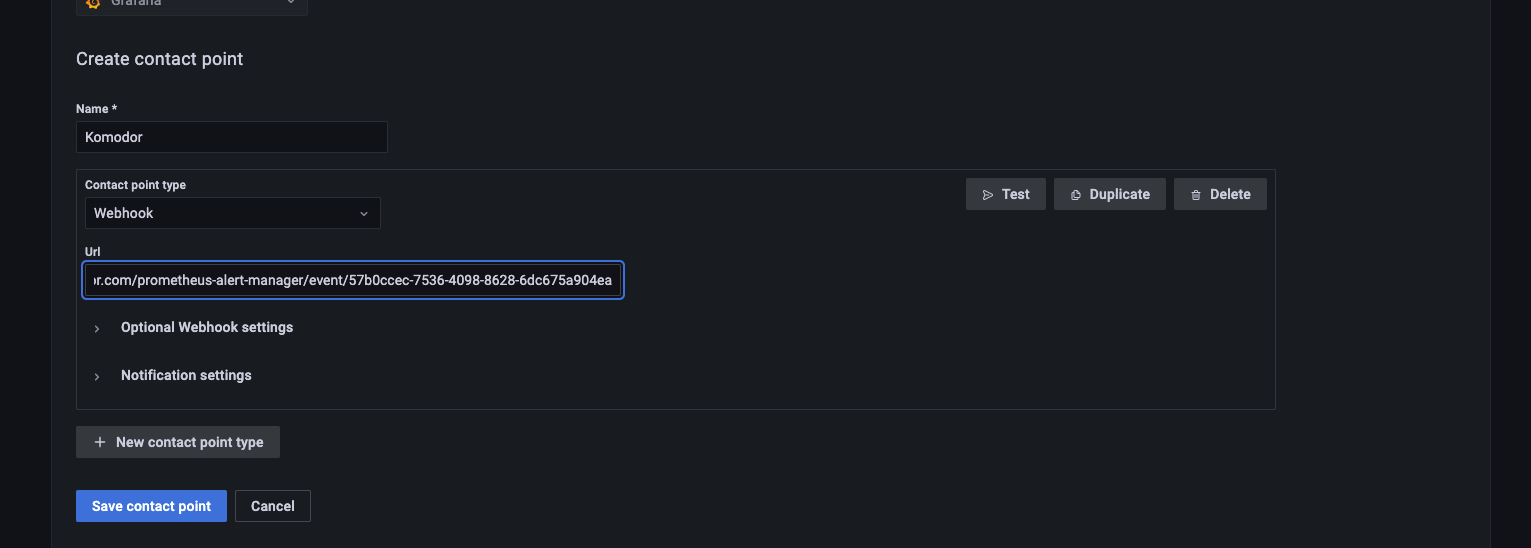 Grafana
Create contact point
Name *
Komodor
Contact point type
Webhook
Test
Duplicate
Delete
Url
or.com/prometheus-alert-manager/event/57b0ccec-7536-4098-8628-6dc675a904ea
Optional Webhook settings
Notification settings
New contact point type
Save contact point
Cancel